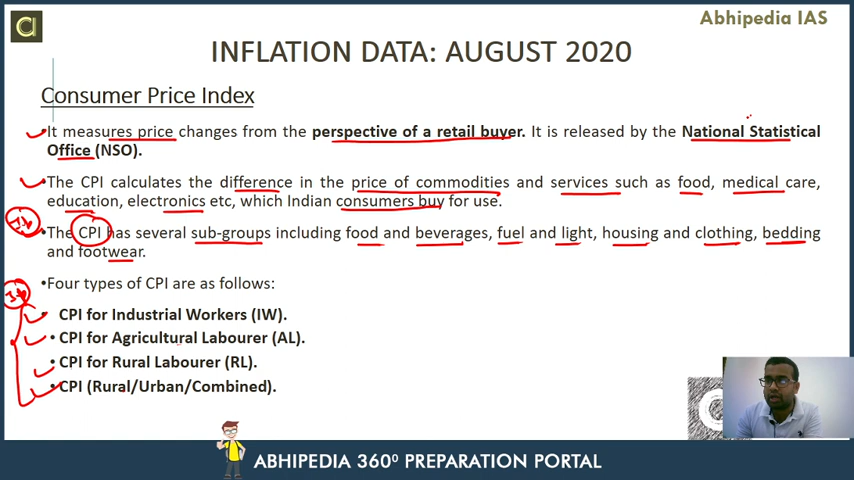 Abhipedia IAS
INFLATION DATA: AUGUST 2020
Consumer Price Index
•It measures price changes from the perspective of a retail buyer. It is released by the National Statistical
Office (NSO).
•The CPI calculates the difference in the price of commodities and services such as food, medical care,
education, electronics etc, which Indian consumers buy for use.
•The CPI has several sub-groups including food and beverages, fuel and light, housing and clothing, bedding
and footwear.
•Four types of CPI are as follows:
• CPI for Industrial Workers (IW).
• CPI for Agricultural Labourer (AL).
• CPI for Rural Labourer (RL).
• CPI (Rural/Urban/Combined).
ABHIPEDIA 360⁰ PREPARATION PORTAL